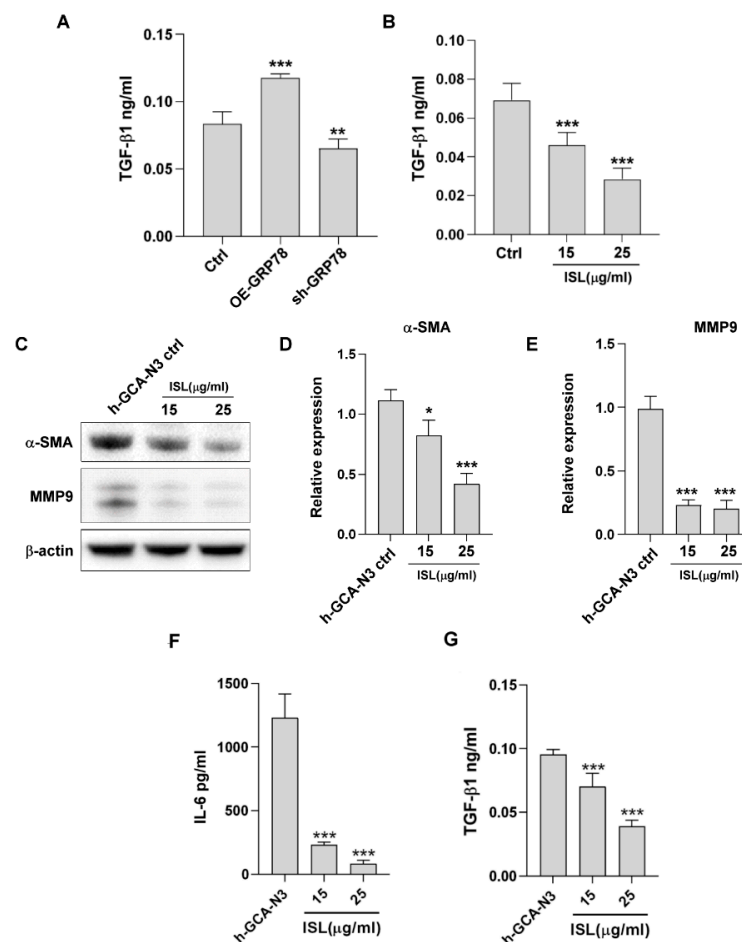 A
TGF-β1 ng/ml
0.15
0.10
0.05
0.00
***
**
Ctrl
OE-GRP78
sh-GRP78
B
TGF-β1 ng/ml
0.10
0.08
0.06
0.04
0.02
0.00
***
***
Ctrl
15
25
ISL(μg/ml)
C
h-GCA-N3 ctrl
ISL(μg/ml)
15
25
α-SMA
MMP9
β-actin
D
α-SMA
Relative expression
1.5
1.0
0.5
0.0
*
***
h-GCA-N3 ctrl
15
25
ISL(μg/ml)
E
MMP9
Relative expression
1.5
1.0
0.5
0.0
***
***
h-GCA-N3 ctrl
15
25
ISL(μg/ml)
F
IL-6 pg/ml
1500
1000
500
0
***
***
h-GCA-N3
15
25
ISL(μg/ml)
G
TGF-β1 ng/ml
0.15
0.10
0.05
0.00
***
***
h-GCA-N3
15
25
ISL(μg/ml)